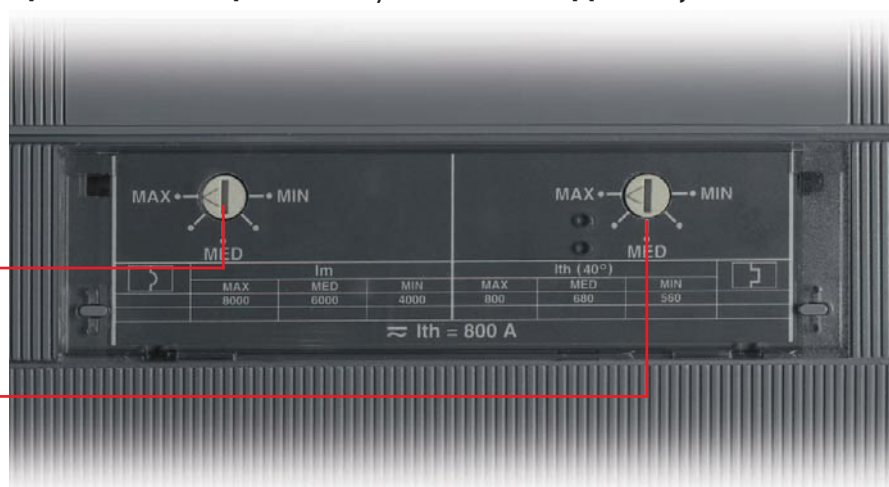 MAX MIN
MED
MAX MIN
MED
Im
MAX MED MIN
8000 6000 4000
Ith (40°)
MAX MED MIN
800 680 560
≂ Ith = 800 A